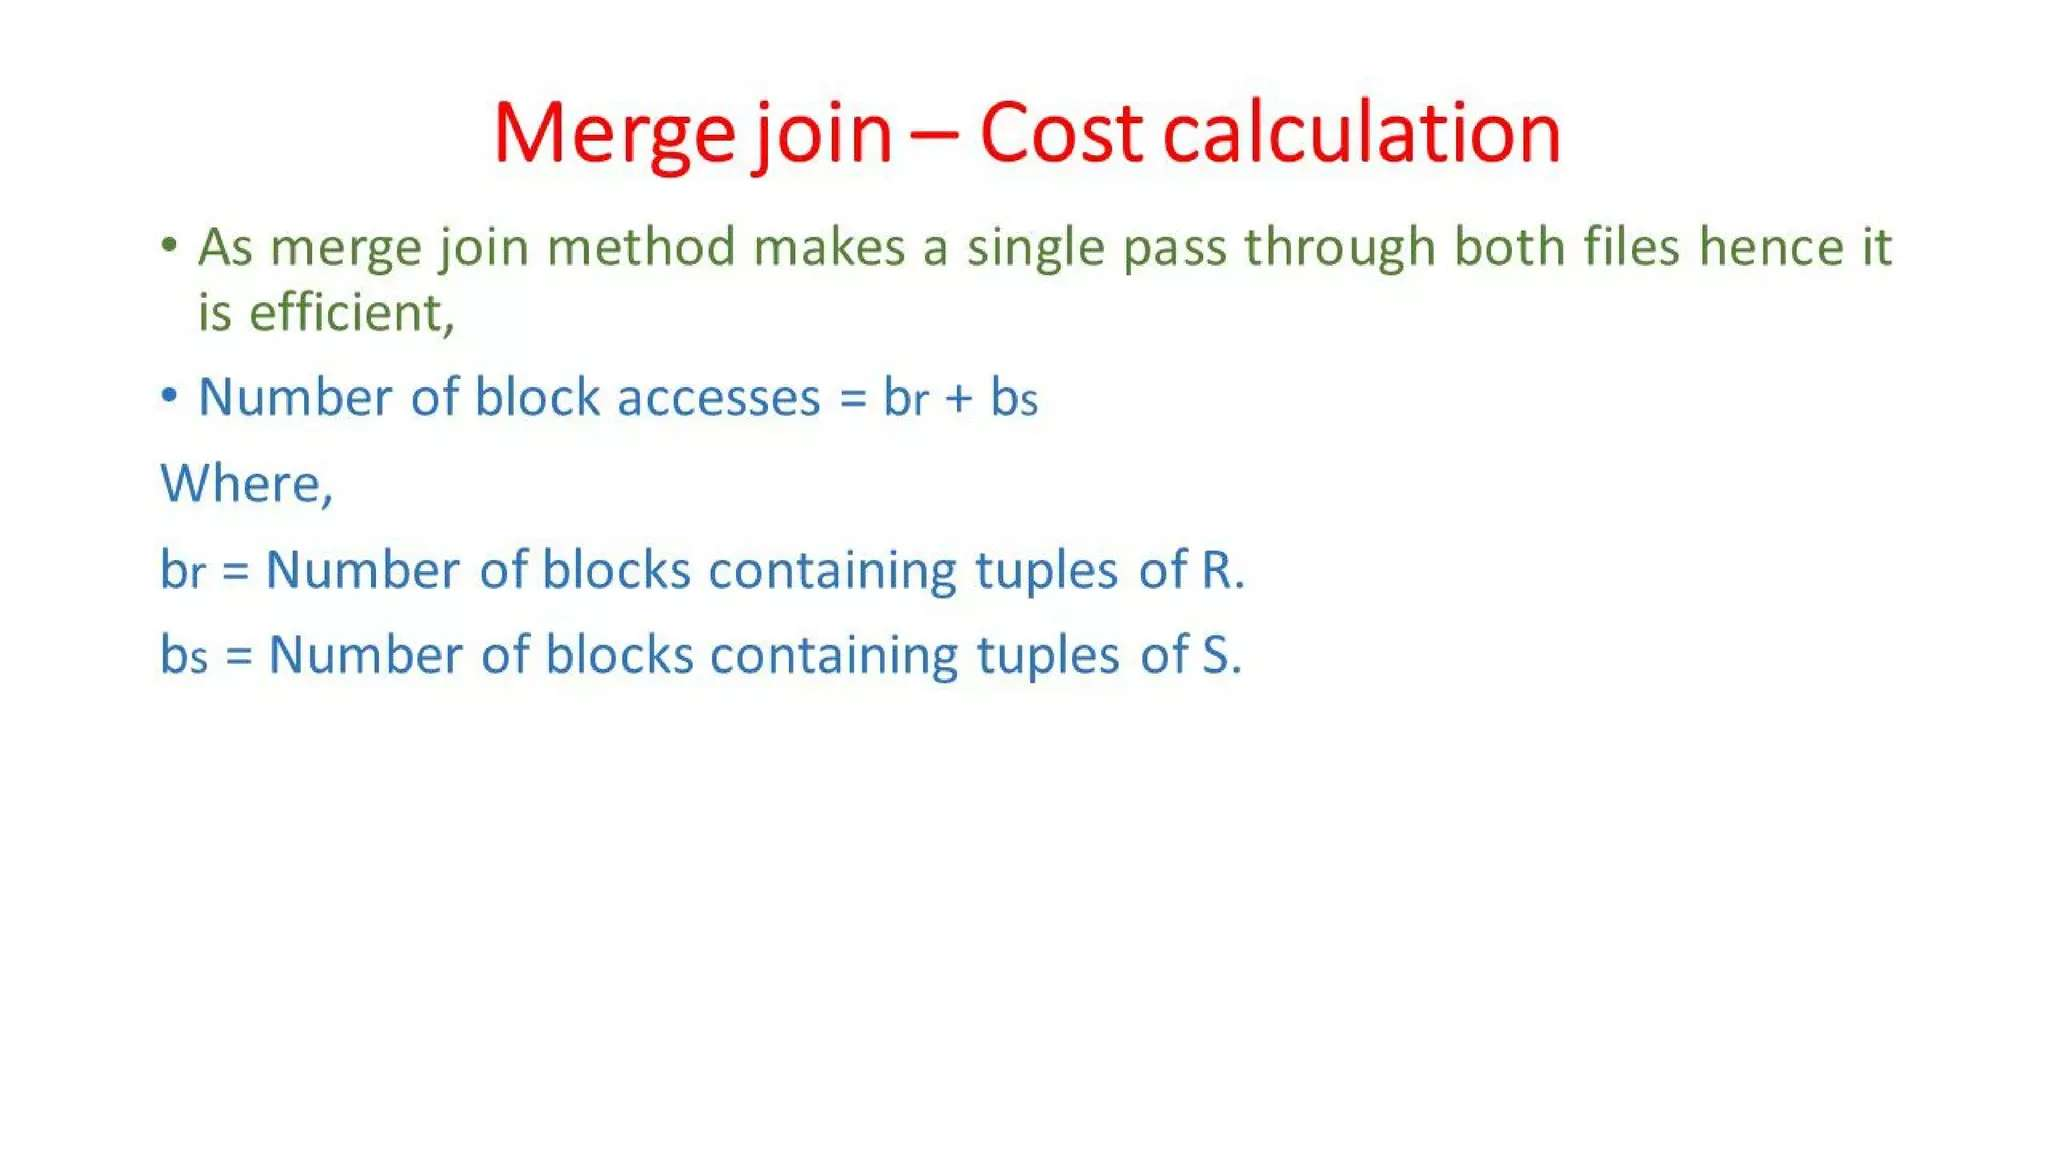 Merge join – Cost calculation
• As merge join method makes a single pass through both files hence it
is efficient,
• Number of block accesses = br + bs
Where,
br = Number of blocks containing tuples of R.
bs = Number of blocks containing tuples of S.